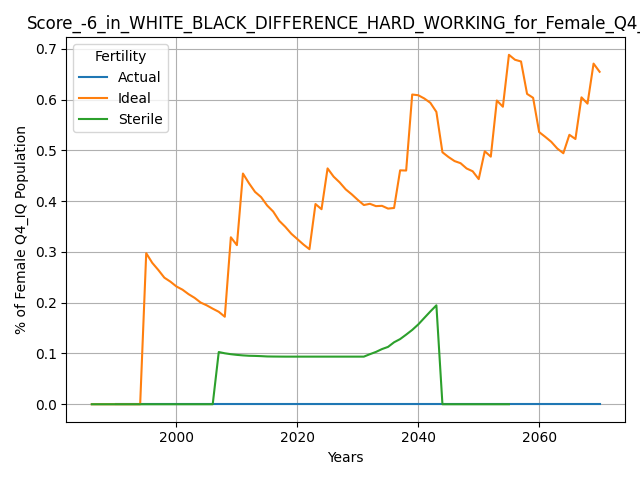 Score_-6_in_WHITE_BLACK_DIFFERENCE_HARD_WORKING_for_Female_Q4_
Fertility
Actual
Ideal
Sterile
% of Female Q4_IQ Population
0.7
0.6
0.5
0.4
0.3
0.2
0.1
0.0
2000
2020
2040
2060
Years